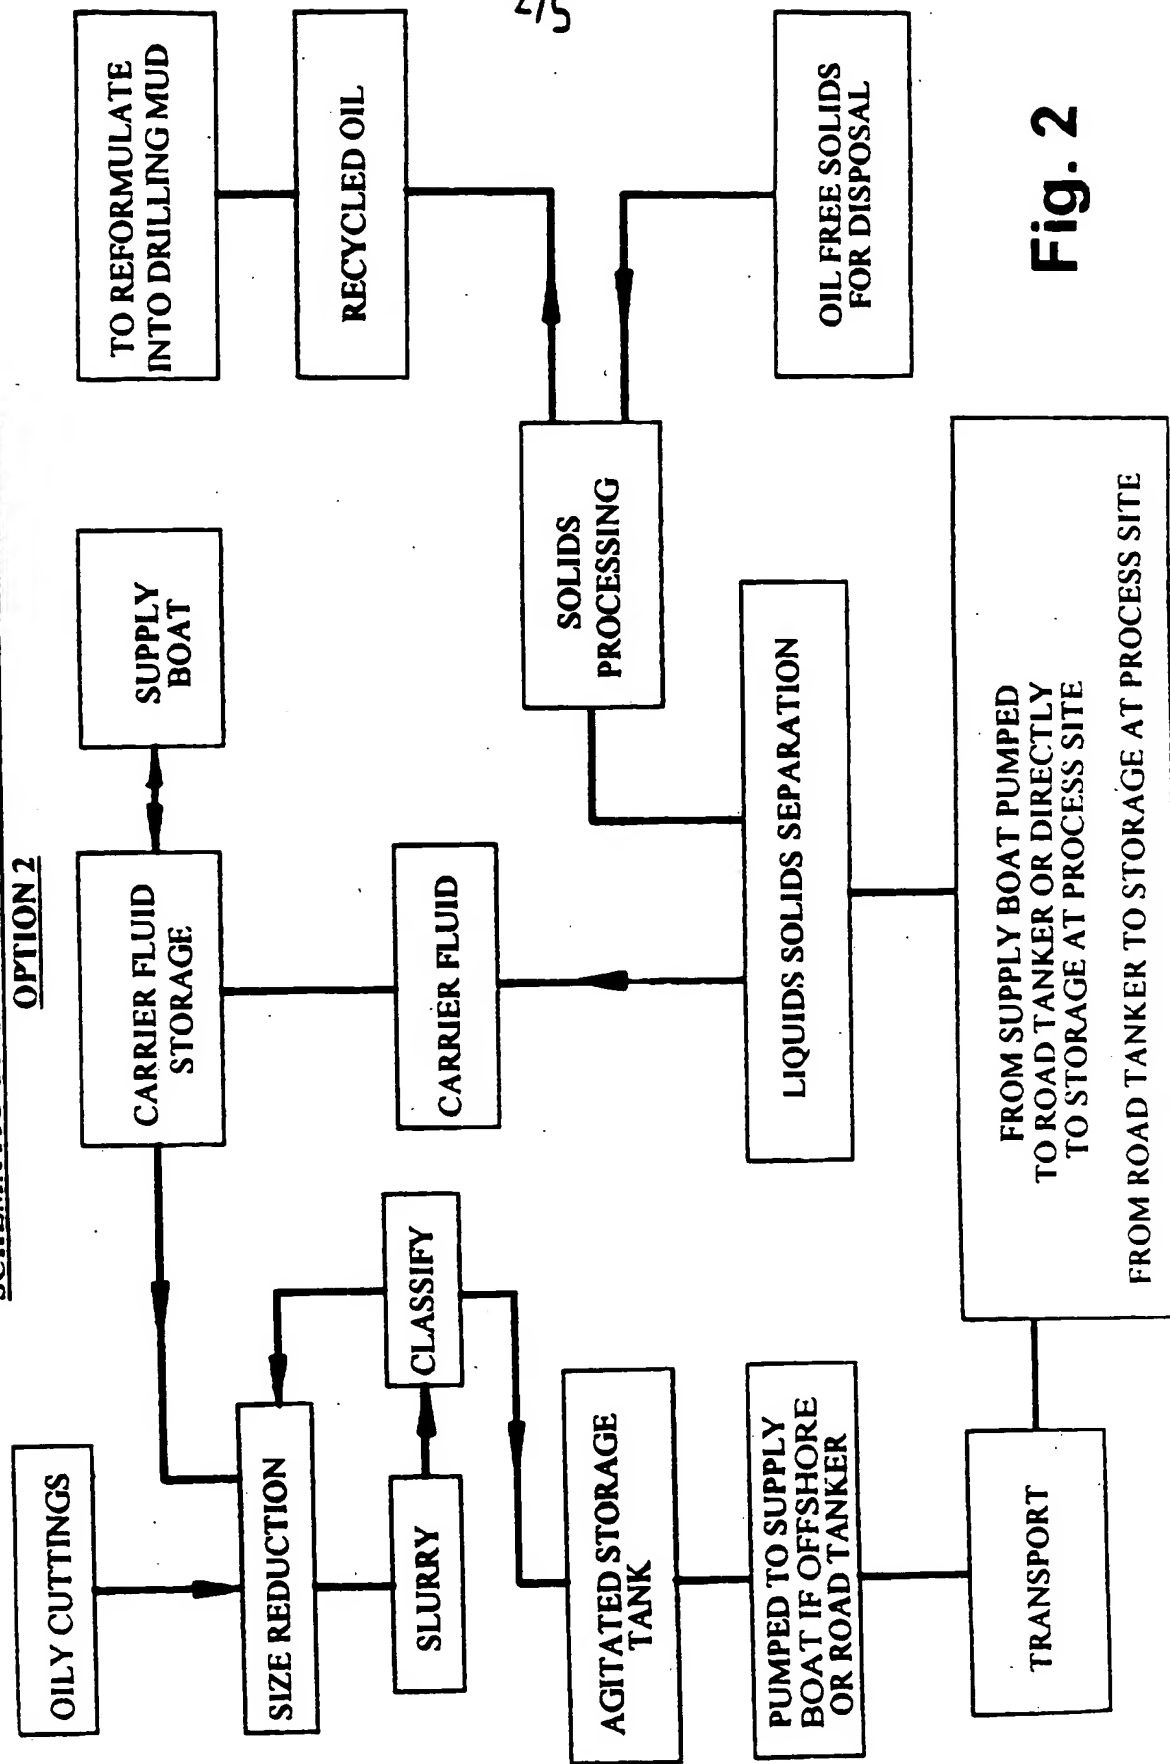 OPTION 2
OILY CUTTINGS
SIZE REDUCTION
SLURRY
CLASSIFY
AGITATED STORAGE
TANK
PUMPED TO SUPPLY
BOAT IF OFFSHORE
OR ROAD TANKER
TRANSPORT
CARRIER FLUID
STORAGE
SUPPLY
BOAT
CARRIER FLUID
LIQUIDS SOLIDS SEPARATION
FROM SUPPLY BOAT PUMPED
TO ROAD TANKER OR DIRECTLY
TO STORAGE AT PROCESS SITE
FROM ROAD TANKER TO STORAGE AT PROCESS SITE
SOLIDS
PROCESSING
TO REFORMULATE
INTO DRILLING MUD
RECYCLED OIL
OIL FREE SOLIDS
FOR DISPOSAL
Fig. 2